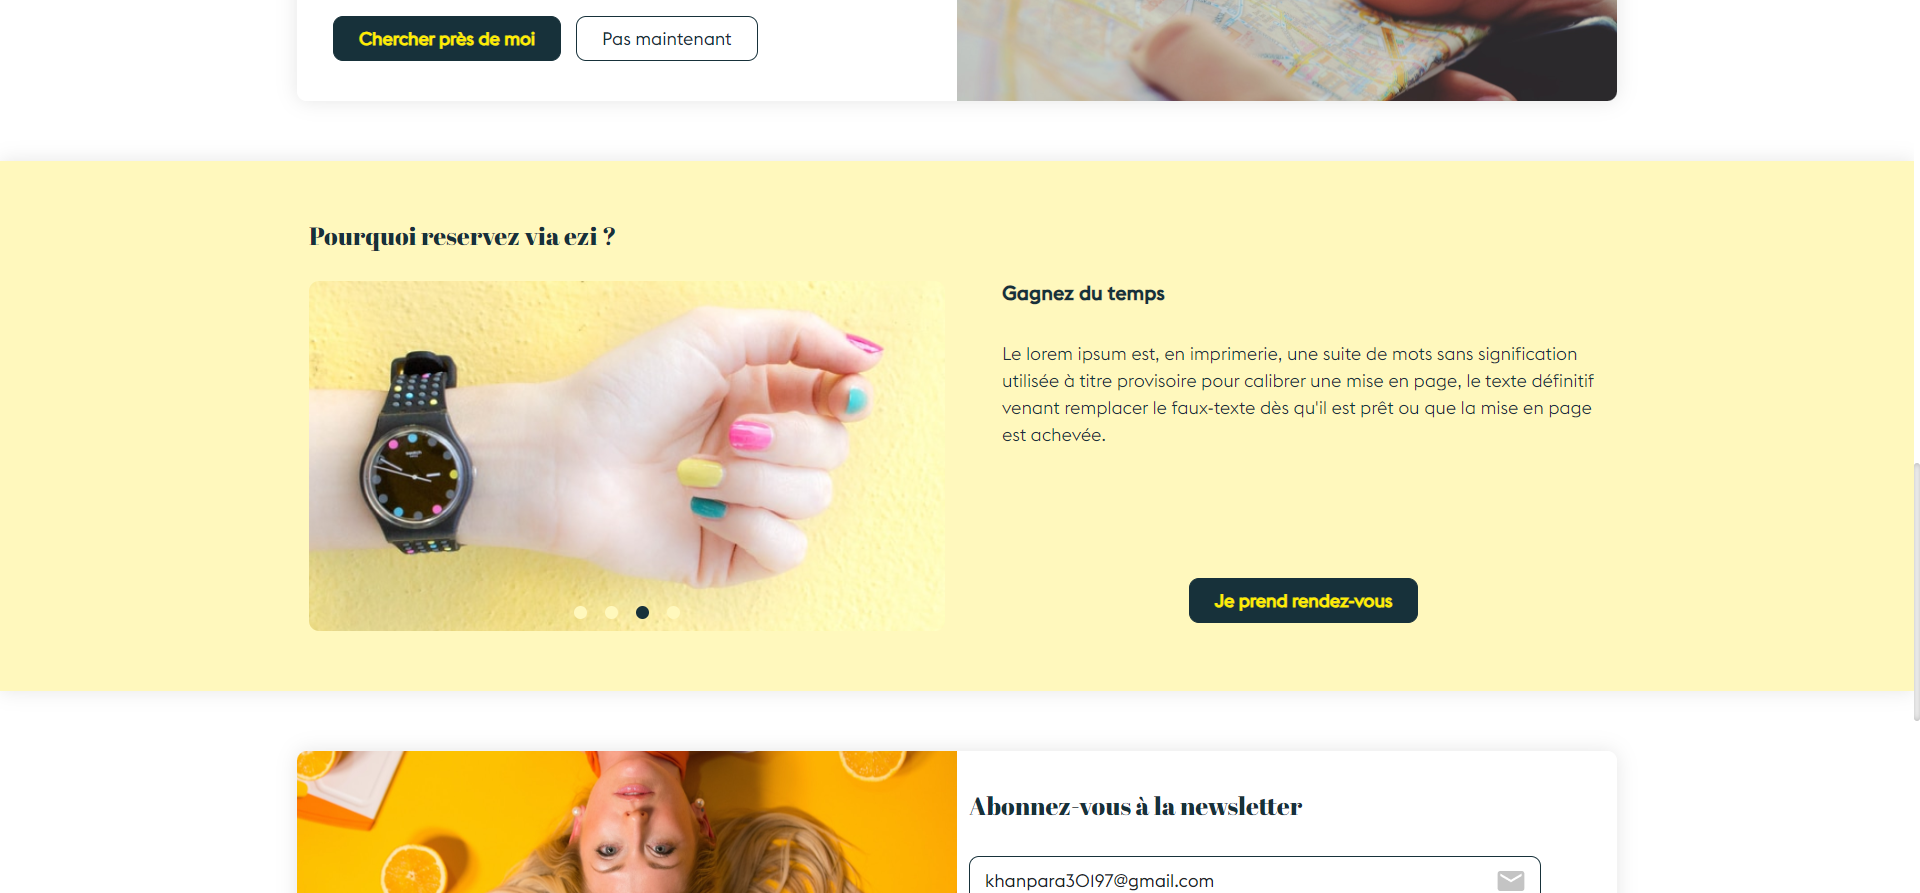 Chercher près de moi
Pas maintenant
Pourquoi reservez via ezi ?
Gagnez du temps
Le lorem ipsum est, en imprimerie, une suite de mots sans signification
utilisée à titre provisoire pour calibrer une mise en page, le texte définitif
venant remplacer le faux-texte dès qu'il est prêt ou que la mise en page
est achevée.
Je prend rendez-vous
Abonnez-vous à la newsletter
khanpara30197@gmail.com